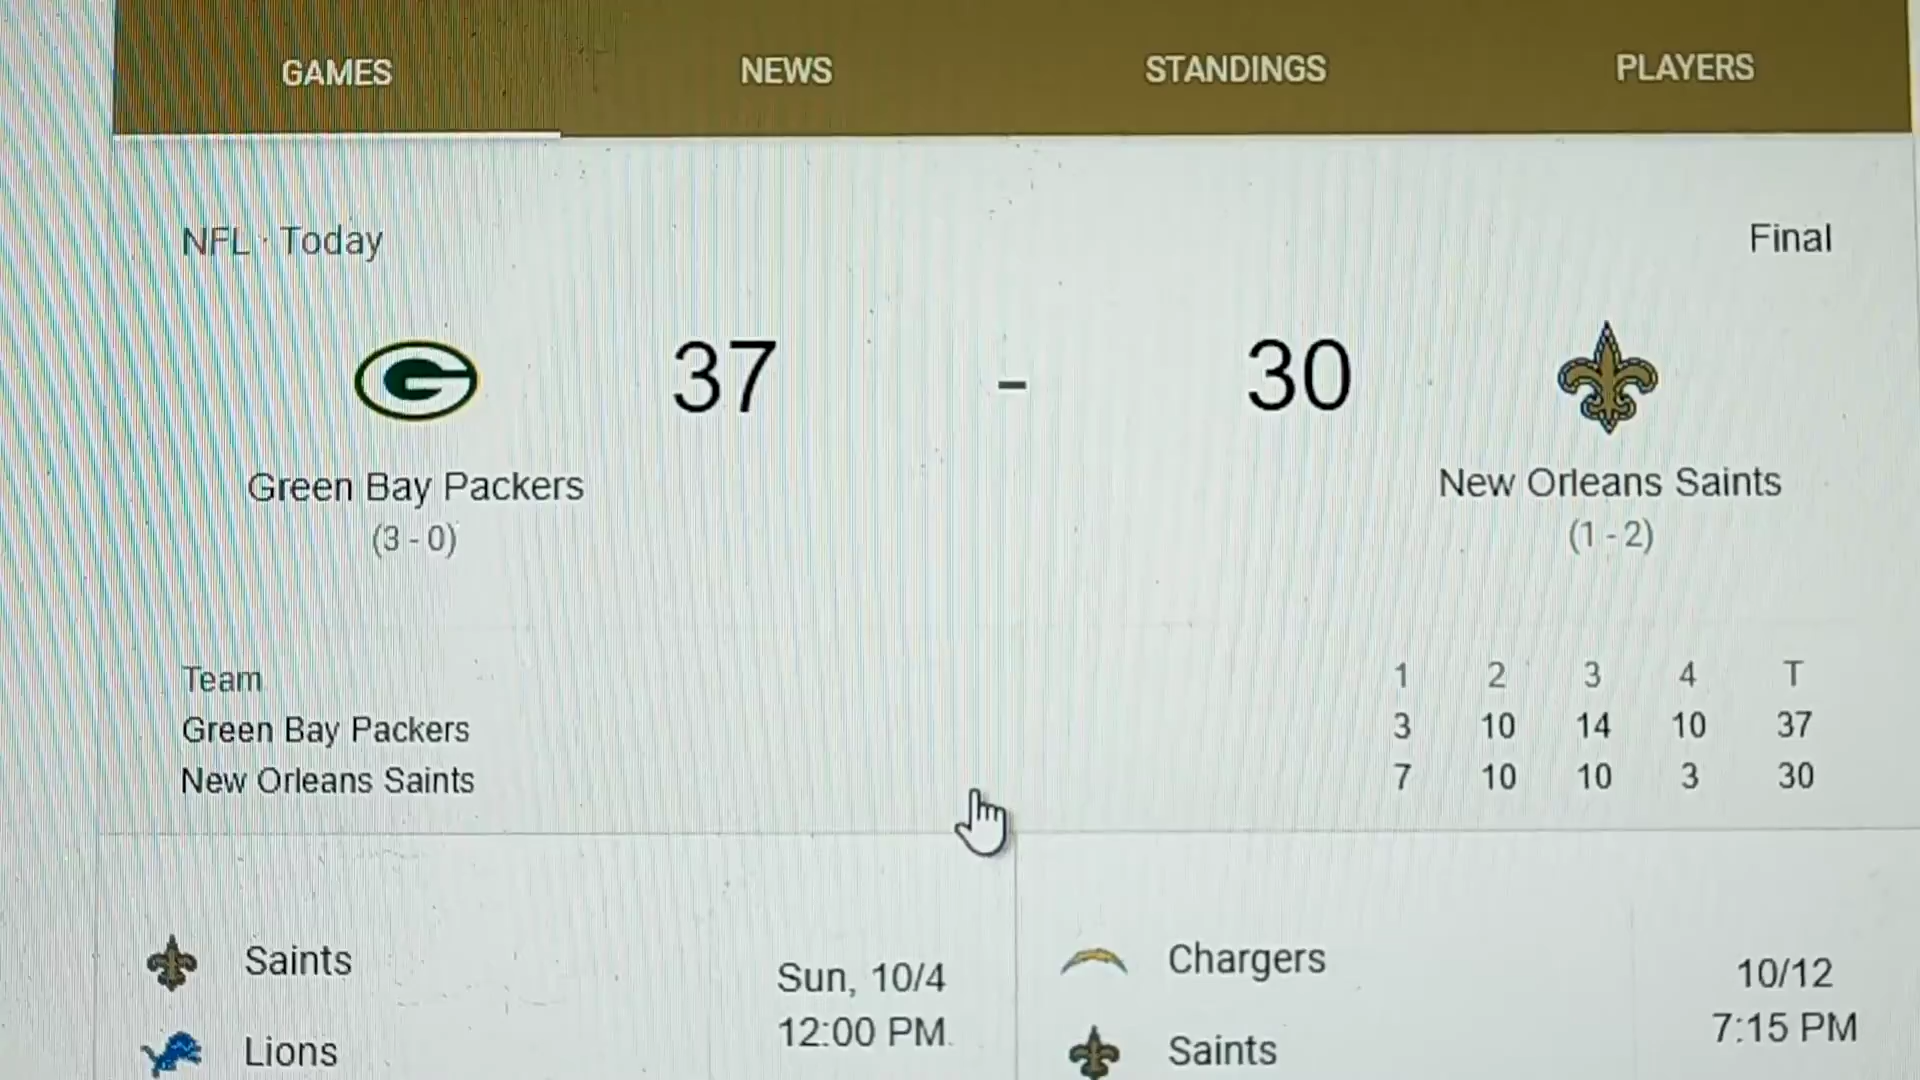 GAMES NEWS STANDINGS PLAYERS
NFL · Today Final
37 - 30
Green Bay Packers New Orleans Saints
(3 - 0) (1 - 2)
Team 1 2 3 4 T
Green Bay Packers 3 10 14 10 37
New Orleans Saints 7 10 10 3 30
Saints
Lions
Sun, 10/4
12:00 PM
Chargers
Saints
10/12
7:15 PM